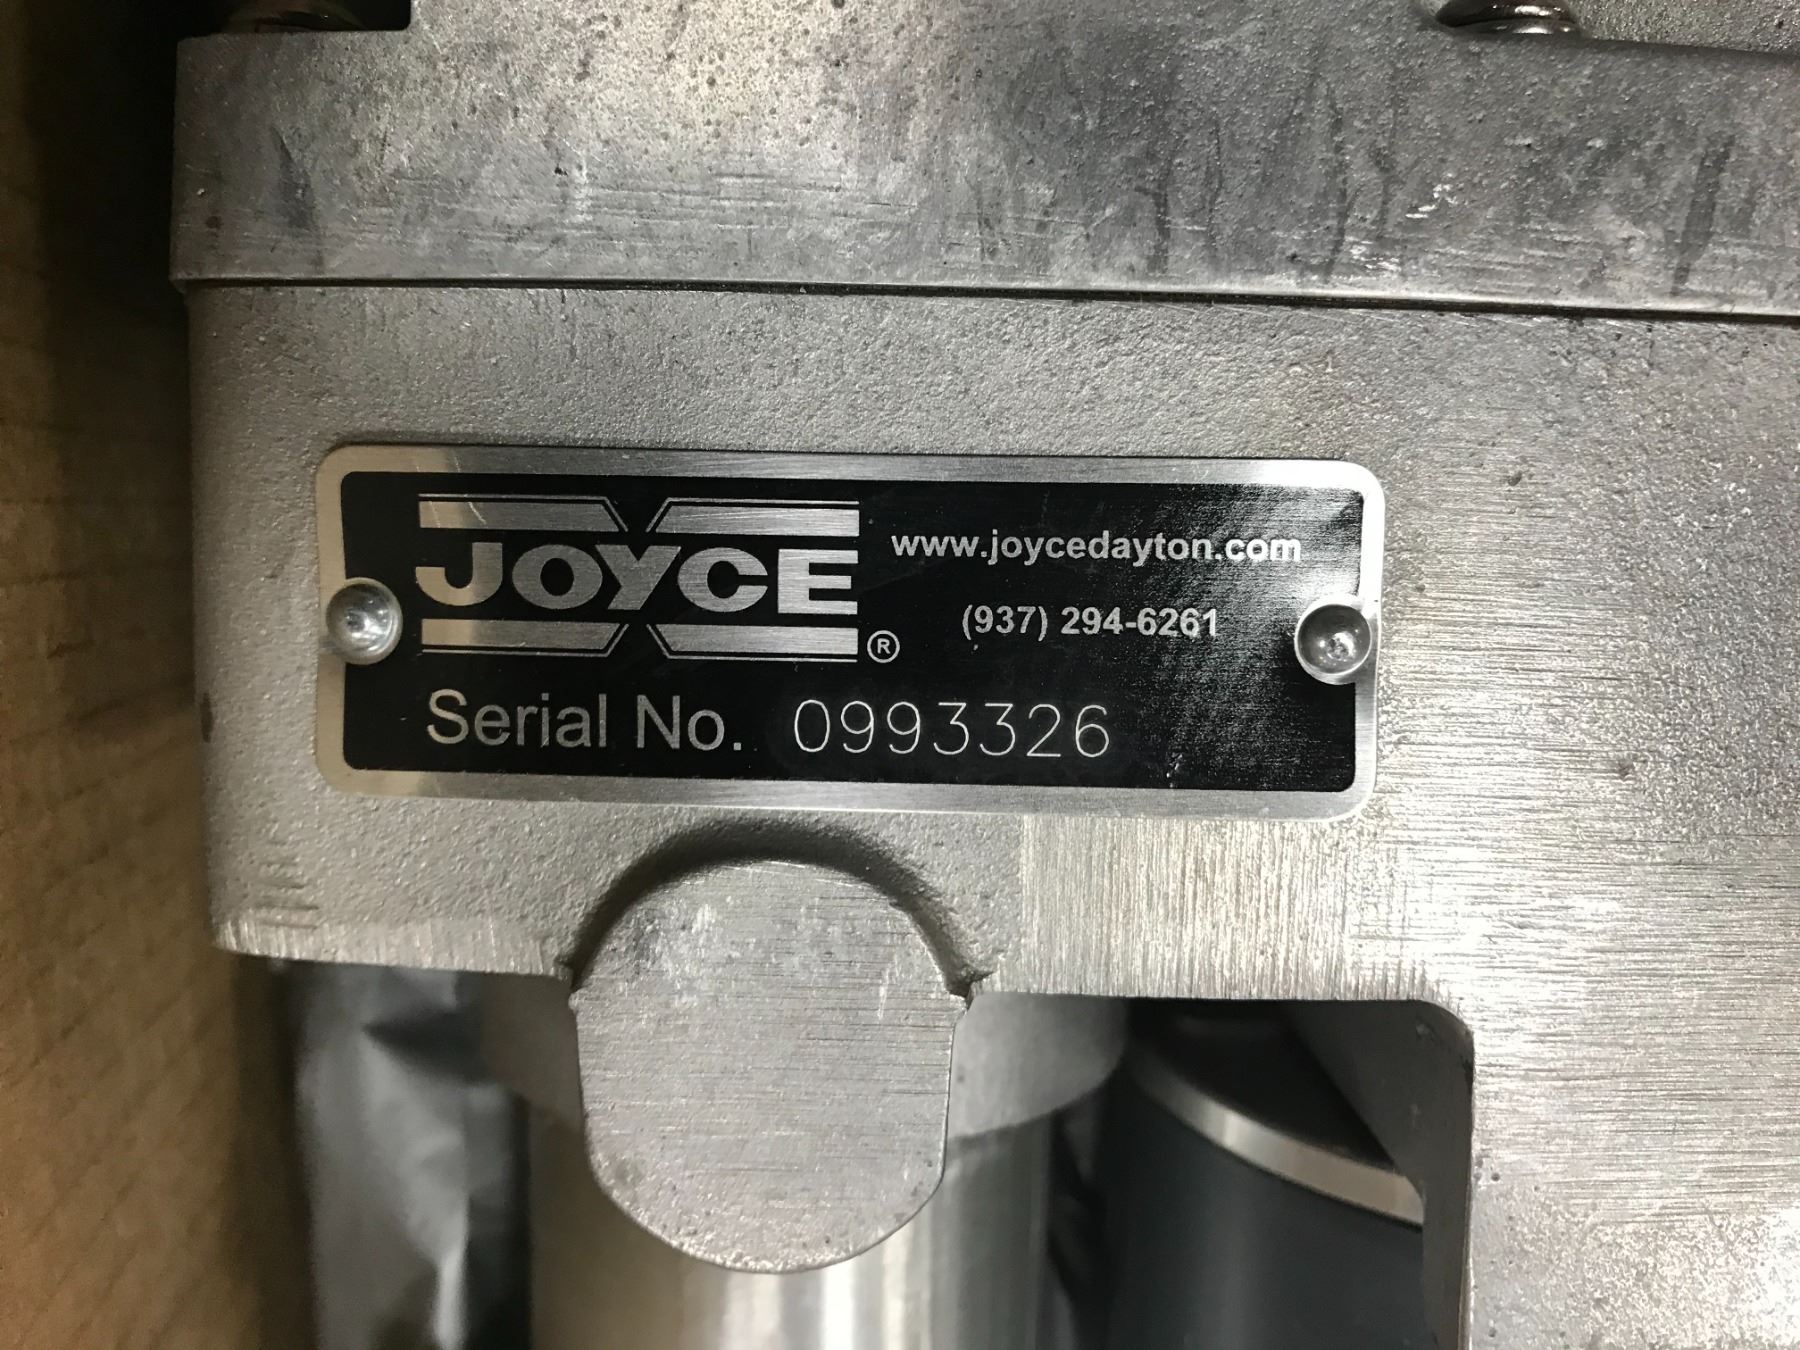 JOYCE ®
www.joycedayton.com
(937) 294-6261
Serial No. 0993326